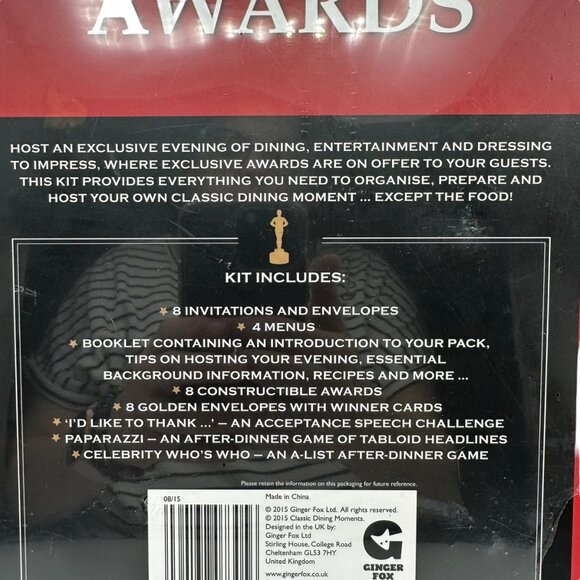 AWARDS
HOST AN EXCLUSIVE EVENING OF DINING, ENTERTAINMENT AND DRESSING
TO IMPRESS, WHERE EXCLUSIVE AWARDS ARE ON OFFER TO YOUR GUESTS.
THIS KIT PROVIDES EVERYTHING YOU NEED TO ORGANISE, PREPARE AND
HOST YOUR OWN CLASSIC DINING MOMENT ... EXCEPT THE FOOD!
KIT INCLUDES:
★ 8 INVITATIONS AND ENVELOPES
★ 4 MENUS
★ BOOKLET CONTAINING AN INTRODUCTION TO YOUR PACK,
TIPS ON HOSTING YOUR EVENING, ESSENTIAL
BACKGROUND INFORMATION, RECIPES AND MORE ...
★ 8 CONSTRUCTIBLE AWARDS
★ 8 GOLDEN ENVELOPES WITH WINNER CARDS
★ 'I'D LIKE TO THANK ...' — AN ACCEPTANCE SPEECH CHALLENGE
★ PAPARAZZI — AN AFTER-DINNER GAME OF TABLOID HEADLINES
★ CELEBRITY WHO'S WHO — AN A-LIST AFTER-DINNER GAME
Please retain the information on this packaging for future reference.
08/15
Made in China
© 2015 Ginger Fox Ltd. All rights reserved.
© 2015 Classic Dining Moments.
Designed in the UK by:
Ginger Fox Ltd
Stirling House, College Road
Cheltenham GL53 7HY
United Kingdom
www.gingerfox.co.uk
GINGER
FOX